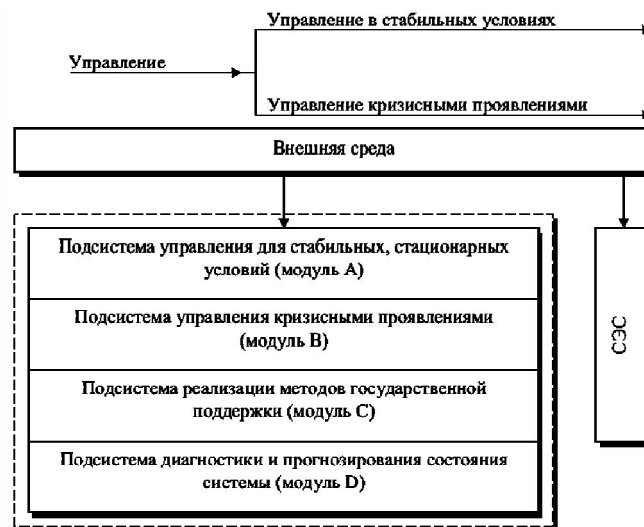 Управление в стабильных условиях
Управление
Управление кризисными проявлениями
Внешняя среда
Подсистема управления для стабильных, стационарных
условий (модуль A)
Подсистема управления кризисными проявлениями
(модуль B)
Подсистема реализации методов государственной
поддержки (модуль C)
Подсистема диагностики и прогнозирования состояния
системы (модуль D)
СЭС